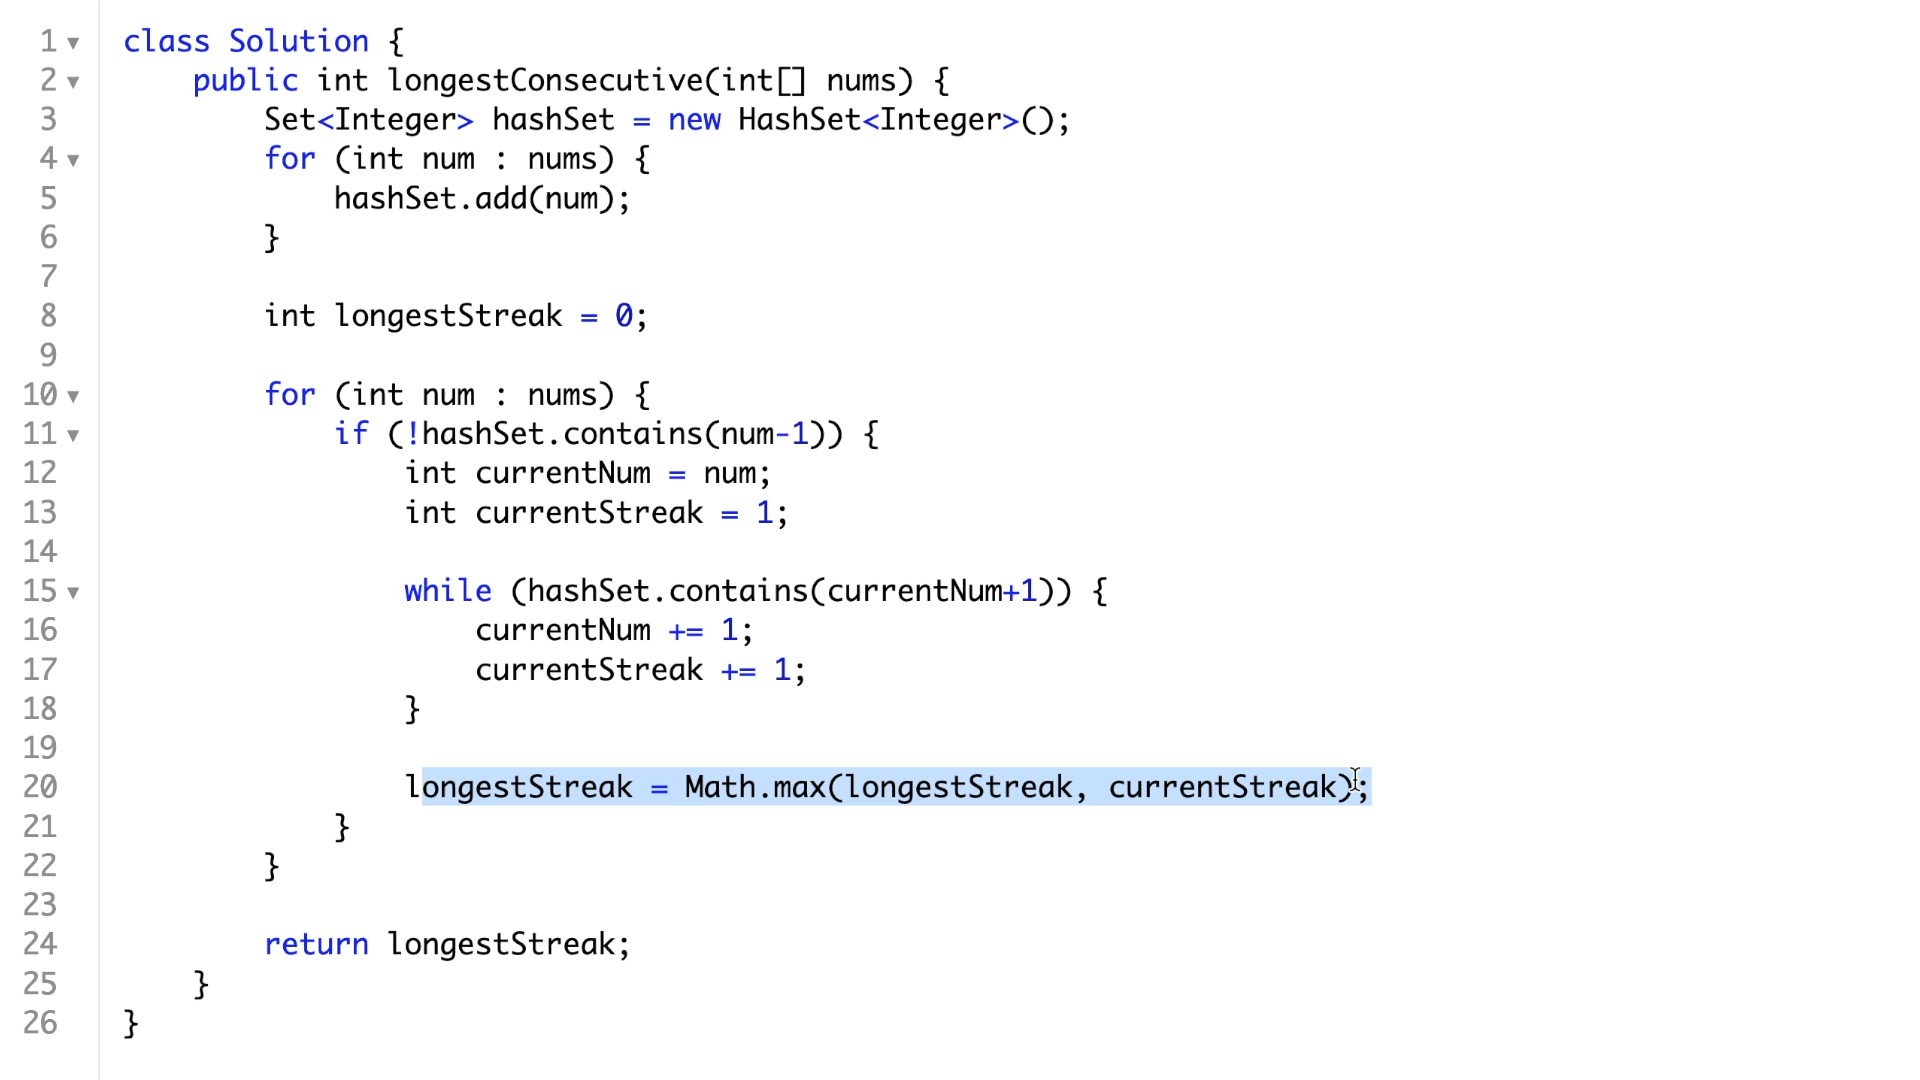 1 class Solution {
2 public int longestConsecutive(int[] nums) {
3 Set<Integer> hashSet = new HashSet<Integer>();
4 for (int num : nums) {
5 hashSet.add(num);
6 }
7
8 int longestStreak = 0;
9
10 for (int num : nums) {
11 if (!hashSet.contains(num-1)) {
12 int currentNum = num;
13 int currentStreak = 1;
14
15 while (hashSet.contains(currentNum+1)) {
16 currentNum += 1;
17 currentStreak += 1;
18 }
19
20 longestStreak = Math.max(longestStreak, currentStreak);
21 }
22 }
23
24 return longestStreak;
25 }
26 }